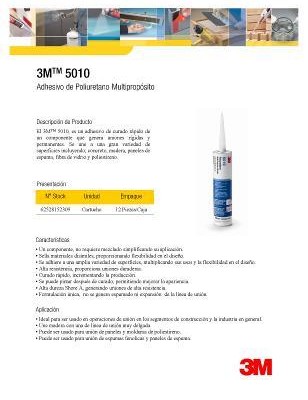 3M™ 5010
Adhesivo de Poliuretano Multipropósito
Descripción de Producto
El 3M™ 5010, es un adhesivo de curado rápido de
un componente que genera uniones rígidas y
permanentes. Se une a una gran variedad de
superficies incluyendo; concreto, madera, paneles de
espanto, fibra de vidrio y poliestireno.
Presentación
Nº Stock Unidad Empaque
62528152309 Cartucho 12 Piezas/Caja
3M
Características
• Un componente, no requiere mezclado simplificando su aplicación.
• Sella materiales disímiles, proporcionando flexibilidad en el diseño.
• Se adhiere a una amplia variedad de superficies, multiplicando sus usos y la flexibilidad en el diseño.
• Alta resistencia, proporciona uniones duraderas.
• Curado rápido, incrementando la producción.
• Se puede pintar después de curado, permitiendo mejorar la apariencia.
• Alta dureza Shore A, generando uniones de alta resistencia.
• Formulación única, no se genera espumado ni expansión de la línea de unión.
Aplicación
• Ideal para ser usado en operaciones de unión en los segmentos de construcción y la industria en general.
• Une madera con una de línea de unión muy delgada.
• Puede ser usado para unión de paneles y molduras de poliestireno.
• Puede ser usado para unión de espumas fenólicas y paneles de espanto.
3M